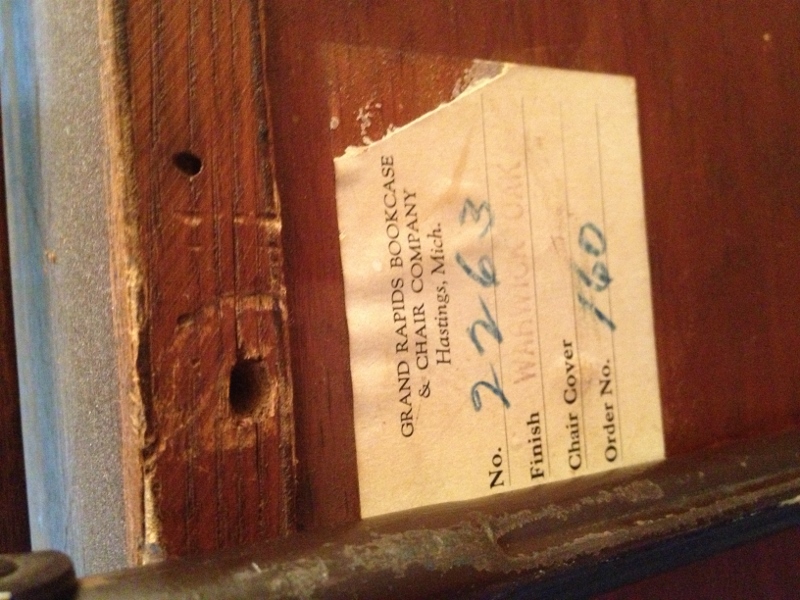 GRAND RAPIDS BOOKCASE
& CHAIR COMPANY
Hastings, Mich.
No. 2263
Finish WARWICK OAK
Chair Cover
Order No. 160